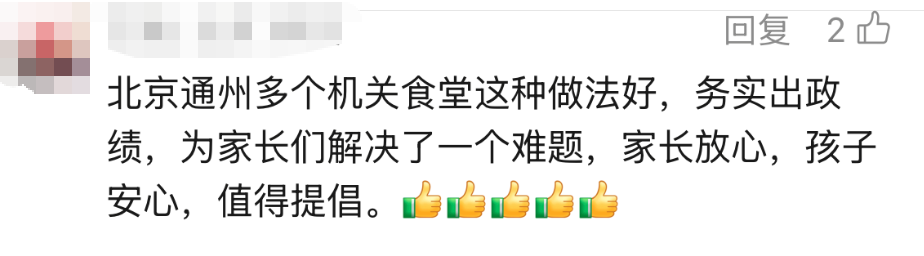 回复 2
北京通州多个机关食堂这种做法好，务实出政
绩，为家长们解决了一个难题，家长放心，孩子
安心，值得提倡。👍👍👍👍👍